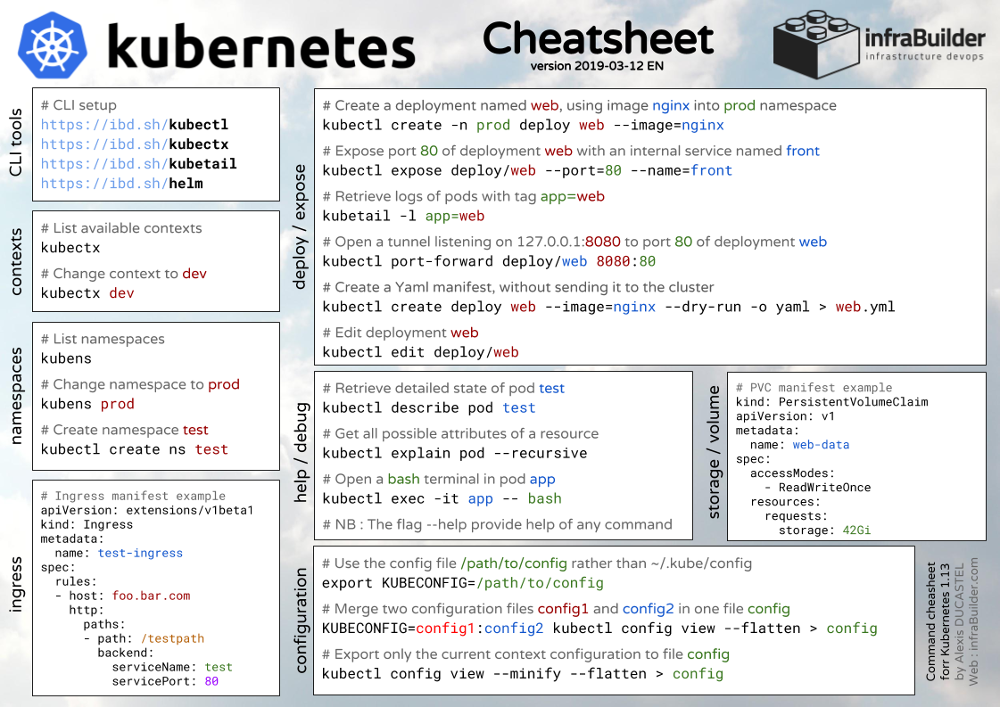 kubernetes
Cheatsheet
version 2019-03-12 EN
infraBuilder
infrastructure devops
CLI tools
# CLI setup
https://ibd.sh/kubectl
https://ibd.sh/kubectx
https://ibd.sh/kubetail
https://ibd.sh/helm
contexts
# List available contexts
kubectx
# Change context to dev
kubectx dev
namespaces
# List namespaces
kubens
# Change namespace to prod
kubens prod
# Create namespace test
kubectl create ns test
ingress
# Ingress manifest example
apiVersion: extensions/v1beta1
kind: Ingress
metadata:
  name: test-ingress
spec:
  rules:
  - host: foo.bar.com
    http:
      paths:
      - path: /testpath
        backend:
          serviceName: test
          servicePort: 80
deploy / expose
# Create a deployment named web, using image nginx into prod namespace
kubectl create -n prod deploy web --image=nginx
# Expose port 80 of deployment web with an internal service named front
kubectl expose deploy/web --port=80 --name=front
# Retrieve logs of pods with tag app=web
kubetail -l app=web
# Open a tunnel listening on 127.0.0.1:8080 to port 80 of deployment web
kubectl port-forward deploy/web 8080:80
# Create a Yaml manifest, without sending it to the cluster
kubectl create deploy web --image=nginx --dry-run -o yaml > web.yml
# Edit deployment web
kubectl edit deploy/web
help / debug
# Retrieve detailed state of pod test
kubectl describe pod test
# Get all possible attributes of a resource
kubectl explain pod --recursive
# Open a bash terminal in pod app
kubectl exec -it app -- bash
# NB : The flag --help provide help of any command
storage / volume
# PVC manifest example
kind: PersistentVolumeClaim
apiVersion: v1
metadata:
  name: web-data
spec:
  accessModes:
    - ReadWriteOnce
  resources:
    requests:
      storage: 42Gi
configuration
# Use the config file /path/to/config rather than ~/.kube/config
export KUBECONFIG=/path/to/config
# Merge two configuration files config1 and config2 in one file config
KUBECONFIG=config1:config2 kubectl config view --flatten > config
# Export only the current context configuration to file config
kubectl config view --minify --flatten > config
Command cheasheet
forr Kubernetes 1.13
by Alexis DUCASTEL
Web : infraBuilder.com